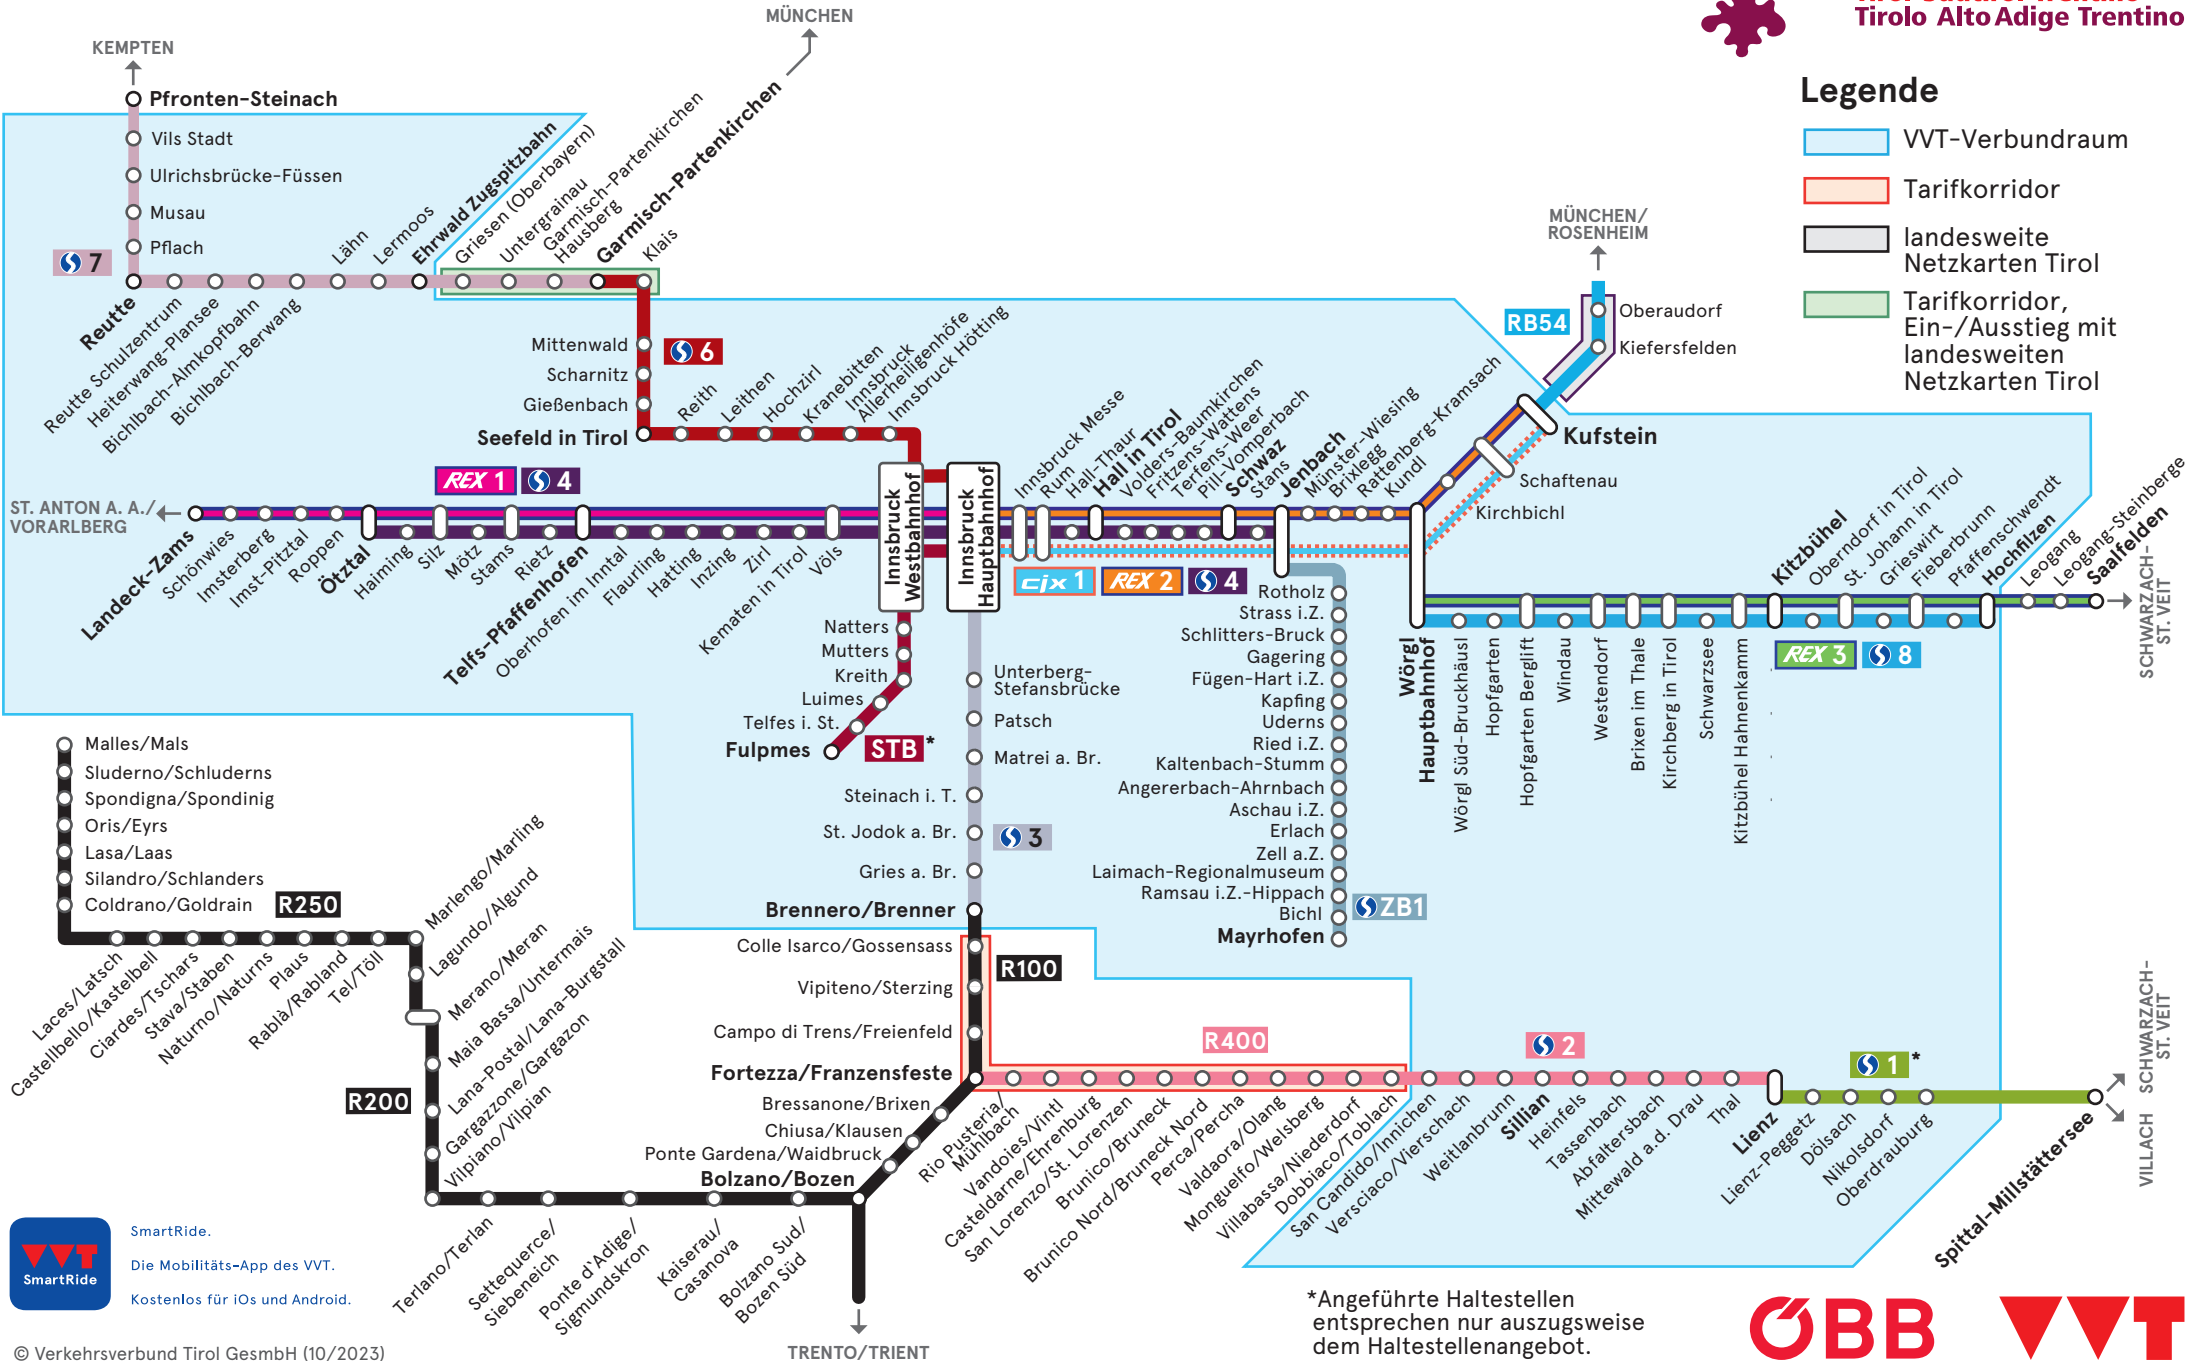 MÜNCHEN
KEMPTEN
Tirolo Alto Adige Trentino
Legende
VVT-Verbundraum
Tarifkorridor
landesweite
Netzkarten Tirol
Tarifkorridor,
Ein-/Ausstieg mit
landesweiten
Netzkarten Tirol
Pfronten-Steinach
Vils Stadt
Ulrichsbrücke-Füssen
Musau
Pflach
7
Reutte
Reutte Schulzentrum
Heiterwang-Plansee
Bichlbach-Almkopfbahn
Bichlbach-Berwang
Lähn
Lermoos
Ehrwald Zugspitzbahn
Griesen (Oberbayern)
Untergrainau
Garmisch-Partenkirchen
Hausberg
Garmisch-Partenkirchen
Klais
Mittenwald
6
Scharnitz
Gießenbach
Seefeld in Tirol
Reith
Leithen
Hochzirl
Kranebitten
Innsbruck
Allerheiligenhöfe
Innsbruck Hötting
MÜNCHEN/
ROSENHEIM
RB54
Oberaudorf
Kiefersfelden
Kufstein
Schaftenau
Kirchbichl
REX 1
4
ST. ANTON A. A./
VORARLBERG
Landeck-Zams
Schönwies
Imsterberg
Imst-Pitztal
Roppen
Ötztal
Haiming
Silz
Mötz
Stams
Rietz
Telfs-Pfaffenhofen
Oberhofen im Inntal
Flaurling
Hatting
Inzing
Zirl
Kematen in Tirol
Völs
Innsbruck
Westbahnhof
Innsbruck
Hauptbahnhof
Innsbruck Messe
Rum
Hall-Thaur
Hall in Tirol
Volders-Baumkirchen
Fritzens-Wattens
Terfens-Weer
Pill-Vomperbach
Schwaz
Stans
Jenbach
Münster-Wiesing
Brixlegg
Rattenberg-Kramsach
Kundl
cjx 1
REX 2
4
Wörgl
Hauptbahnhof
Wörgl Süd-Bruckhäusl
Hopfgarten
Hopfgarten Berglift
Windau
Westendorf
Brixen im Thale
Kirchberg in Tirol
Schwarzsee
Kitzbühel Hahnenkamm
Kitzbühel
Oberndorf in Tirol
St. Johann in Tirol
Grieswirt
Fieberbrunn
Pfaffenschwendt
Hochfilzen
Leogang
Leogang-Steinberge
Saalfelden
SCHWARZACH-
ST. VEIT
REX 3
8
Natters
Mutters
Kreith
Luimes
Telfes i. St.
Fulpmes
STB *
Unterberg-
Stefansbrücke
Patsch
Matrei a. Br.
Steinach i. T.
St. Jodok a. Br.
3
Gries a. Br.
Brennero/Brenner
Rotholz
Strass i.Z.
Schlitters-Bruck
Gagering
Fügen-Hart i.Z.
Kapfing
Uderns
Ried i.Z.
Kaltenbach-Stumm
Angererbach-Ahrnbach
Aschau i.Z.
Erlach
Zell a.Z.
Laimach-Regionalmuseum
Ramsau i.Z.-Hippach
Bichl
Mayrhofen
ZB1
Malles/Mals
Sluderno/Schluderns
Spondigna/Spondinig
Oris/Eyrs
Lasa/Laas
Silandro/Schlanders
Coldrano/Goldrain
R250
Laces/Latsch
Castelbello/Kastelbell
Ciardes/Tschars
Stava/Staben
Naturno/Naturns
Plaus
Rablà/Rabland
Tel/Töll
Marlengo/Marling
Lagundo/Algund
Merano/Meran
Maia Bassa/Untermais
Lana-Postal/Lana-Burgstall
Gargazzone/Gargazon
Vilpiano/Vilpian
R200
Terlano/Terlan
Settequerce/
Siebeneich
Ponte d'Adige/
Sigmundskron
Kaiserau/
Casanova
Bolzano Sud/
Bozen Süd
Bolzano/Bozen
TRENTO/TRIENT
Ponte Gardena/Waidbruck
Chiusa/Klausen
Bressanone/Brixen
Fortezza/Franzensfeste
Campo di Trens/Freienfeld
Vipiteno/Sterzing
Colle Isarco/Gossensass
R100
R400
Rio Pusteria/
Mühlbach
Vandoies/Vintl
Casteldarne/Ehrenburg
San Lorenzo/St. Lorenzen
Brunico/Bruneck
Brunico Nord/Bruneck Nord
Perca/Percha
Valdaora/Olang
Monguelfo/Welsberg
Villabassa/Niederdorf
Dobbiaco/Toblach
San Candido/Innichen
Versciaco/Vierschach
Weitlanbrunn
Sillian
Heinfels
Tassenbach
Abfaltersbach
Mittewald a.d. Drau
Thal
Lienz
2
1 *
Lienz-Peggetz
Dölsach
Nikolsdorf
Oberdrauburg
Spittal-Millstättersee
SCHWARZACH-
ST. VEIT
VILLACH
VVT
SmartRide
SmartRide.
Die Mobilitäts-App des VVT.
Kostenlos für iOs und Android.
© Verkehrsverbund Tirol GesmbH (10/2023)
*Angeführte Haltestellen
entsprechen nur auszugsweise
dem Haltestellenangebot.
ÖBB
VVT